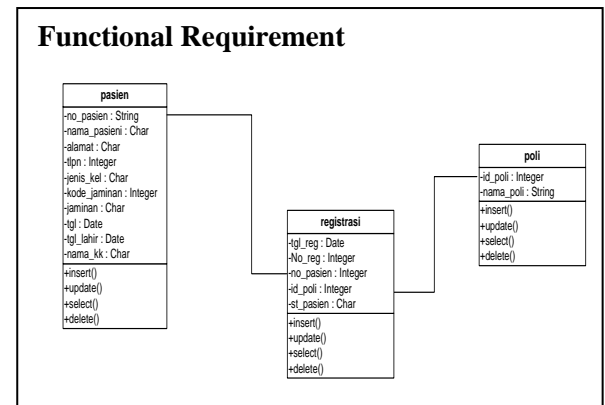 Functional Requirement
pasien
-no_pasien : String
-nama_pasieni : Char
-alamat : Char
-tlpn : Integer
-jenis_kel : Char
-kode_jaminan : Integer
-jaminan : Char
-tgl : Date
-tgl_lahir : Date
-nama_kk : Char
+insert()
+update()
+select()
+delete()
registrasi
-tgl_reg : Date
-No_reg : Integer
-no_pasien : Integer
-id_poli : Integer
-st_pasien : Char
+insert()
+update()
+select()
+delete()
poli
-id_poli : Integer
-nama_poli : String
+insert()
+update()
+select()
+delete()